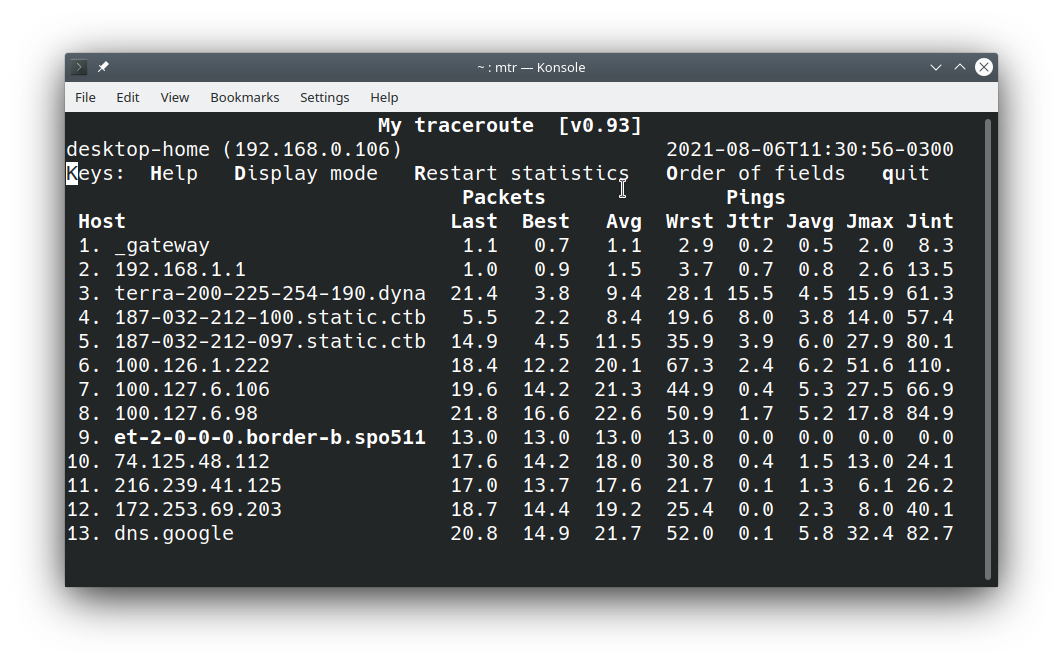 ~ : mtr — Konsole
File Edit View Bookmarks Settings Help
My traceroute [v0.93]
desktop-home (192.168.0.106) 2021-08-06T11:30:56-0300
Keys: Help Display mode Restart statistics Order of fields quit
Packets Pings
Host Last Best Avg Wrst Jttr Javg Jmax Jint
1. _gateway 1.1 0.7 1.1 2.9 0.2 0.5 2.0 8.3
2. 192.168.1.1 1.0 0.9 1.5 3.7 0.7 0.8 2.6 13.5
3. terra-200-225-254-190.dyna 21.4 3.8 9.4 28.1 15.5 4.5 15.9 61.3
4. 187-032-212-100.static.ctb 5.5 2.2 8.4 19.6 8.0 3.8 14.0 57.4
5. 187-032-212-097.static.ctb 14.9 4.5 11.5 35.9 3.9 6.0 27.9 80.1
6. 100.126.1.222 18.4 12.2 20.1 67.3 2.4 6.2 51.6 110.
7. 100.127.6.106 19.6 14.2 21.3 44.9 0.4 5.3 27.5 66.9
8. 100.127.6.98 21.8 16.6 22.6 50.9 1.7 5.2 17.8 84.9
9. et-2-0-0-0.border-b.spo511 13.0 13.0 13.0 13.0 0.0 0.0 0.0 0.0
10. 74.125.48.112 17.6 14.2 18.0 30.8 0.4 1.5 13.0 24.1
11. 216.239.41.125 17.0 13.7 17.6 21.7 0.1 1.3 6.1 26.2
12. 172.253.69.203 18.7 14.4 19.2 25.4 0.0 2.3 8.0 40.1
13. dns.google 20.8 14.9 21.7 52.0 0.1 5.8 32.4 82.7